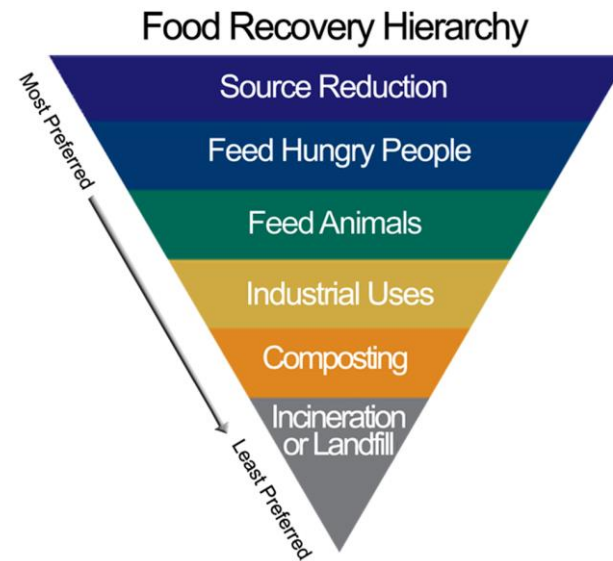 Food Recovery Hierarchy
Most Preferred
Source Reduction
Feed Hungry People
Feed Animals
Industrial Uses
Composting
Incineration
or Landfill
Least Preferred